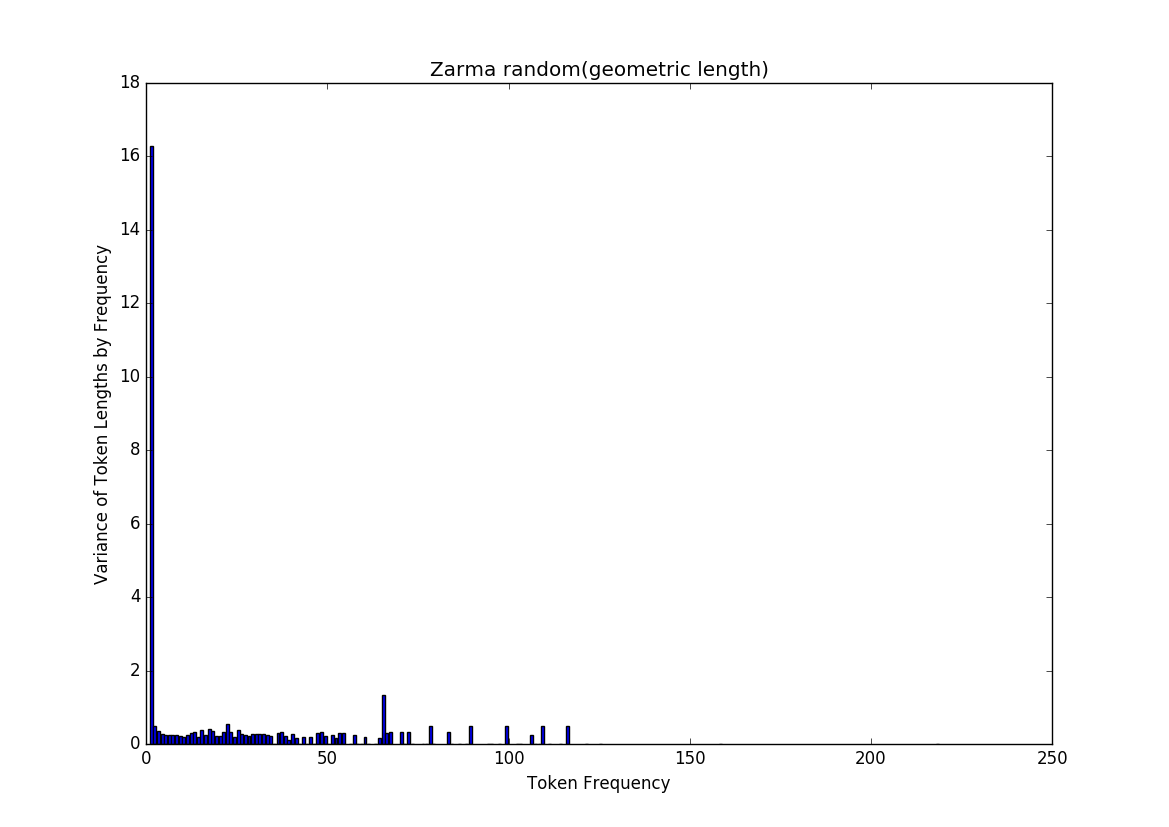 Zarma random(geometric length)
18
16
14
12
10
8
6
4
2
0
Variance of Token Lengths by Frequency
0 50 100 150 200 250
Token Frequency